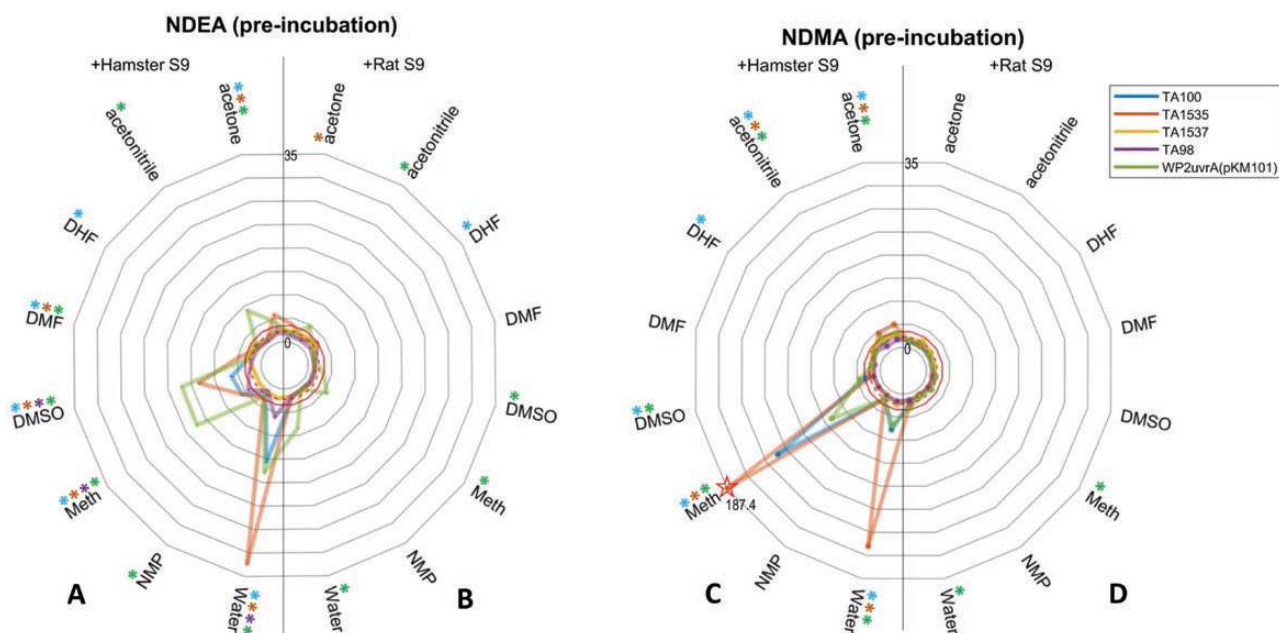 NDEA (pre-incubation)
+Hamster S9
+Rat S9
acetone
acetonitrile
DHF
DMF
DMSO
Meth
NMP
Water
acetone
acetonitrile
DHF
DMF
DMSO
Meth
NMP
Water
35
0
A
B
NDMA (pre-incubation)
+Hamster S9
+Rat S9
acetone
acetonitrile
DHF
DMF
DMSO
Meth
NMP
Water
acetone
acetonitrile
DHF
DMF
DMSO
Meth
NMP
Water
35
0
187.4
C
D
TA100
TA1535
TA1537
TA98
WP2uvrA(pKM101)